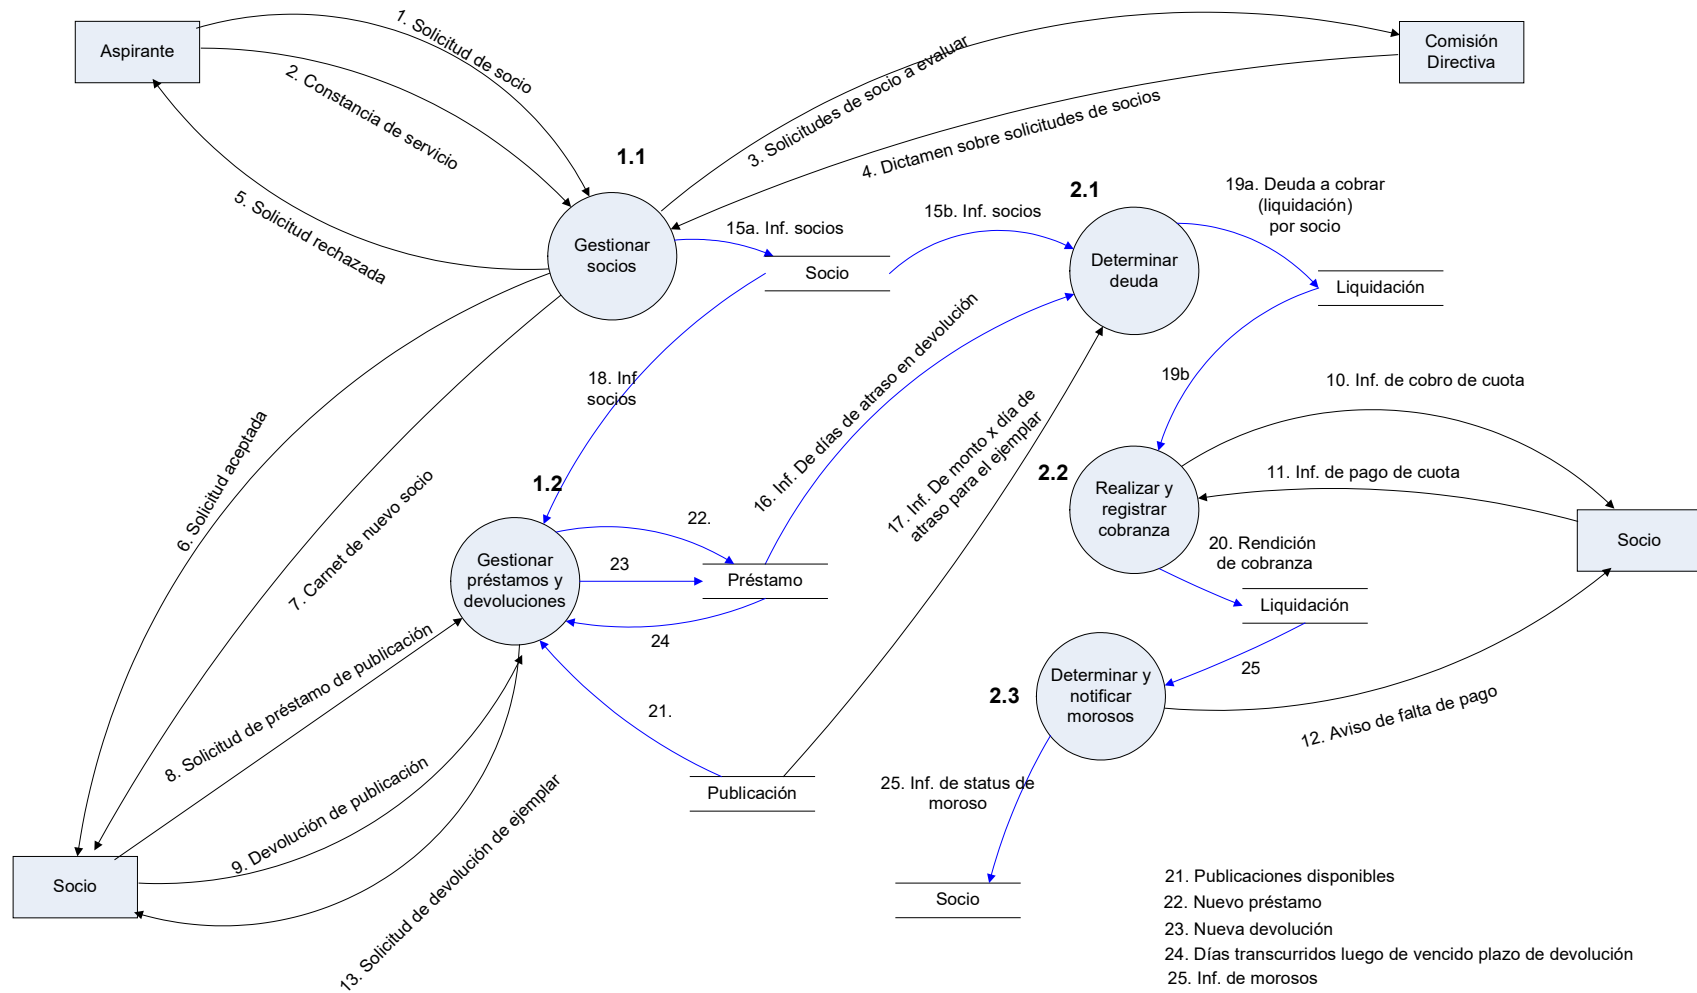 Aspirante
1. Solicitud de socio
2. Constancia de servicio
5. Solicitud rechazada
3. Solicitudes de socio a evaluar
4. Dictamen sobre solicitudes de socios
Comisión
Directiva
1.1
Gestionar
socios
15a. Inf. socios
Socio
15b. Inf. socios
2.1
Determinar
deuda
19a. Deuda a cobrar
(liquidación)
por socio
Liquidación
19b
18. Inf
socios
16. Inf. De días de atraso en devolución
17. Inf. De monto x día de
atraso para el ejemplar
10. Inf. de cobro de cuota
11. Inf. de pago de cuota
2.2
Realizar y
registrar
cobranza
Socio
20. Rendición
de cobranza
Liquidación
25
6. Solicitud aceptada
7. Carnet de nuevo socio
1.2
Gestionar
préstamos y
devoluciones
22.
23
Préstamo
24
21.
Publicación
8. Solicitud de préstamo de publicación
9. Devolución de publicación
13. Solicitud de devolución de ejemplar
Socio
2.3
Determinar y
notificar
morosos
12. Aviso de falta de pago
25. Inf. de status de
moroso
Socio
21. Publicaciones disponibles
22. Nuevo préstamo
23. Nueva devolución
24. Días transcurridos luego de vencido plazo de devolución
25. Inf. de morosos